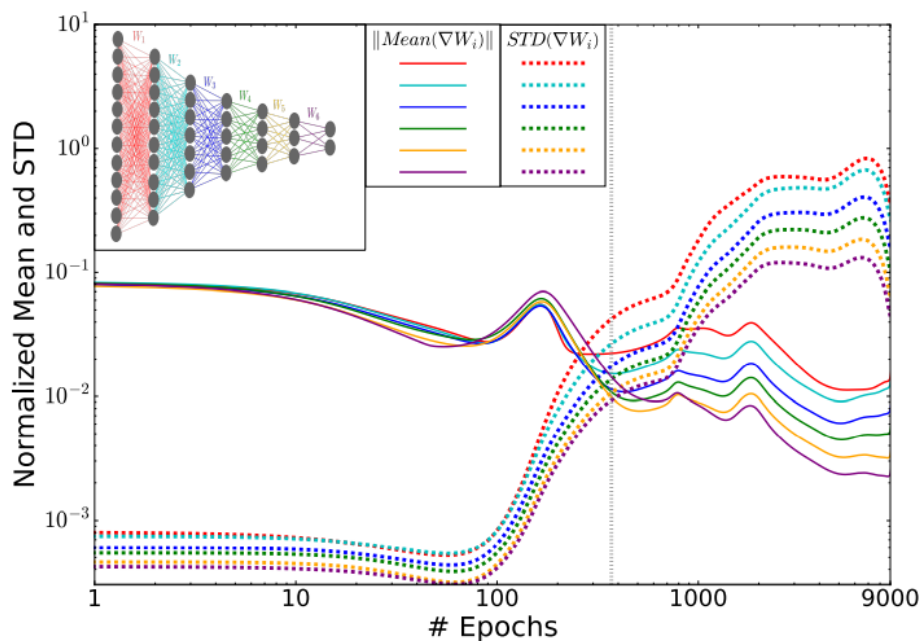 10^1
10^0
10^-1
10^-2
10^-3
Normalized Mean and STD
W_1
W_2
W_3
W_4
W_5
W_6
‖Mean(∇W_i)‖
STD(∇W_i)
1
10
100
1000
9000
# Epochs